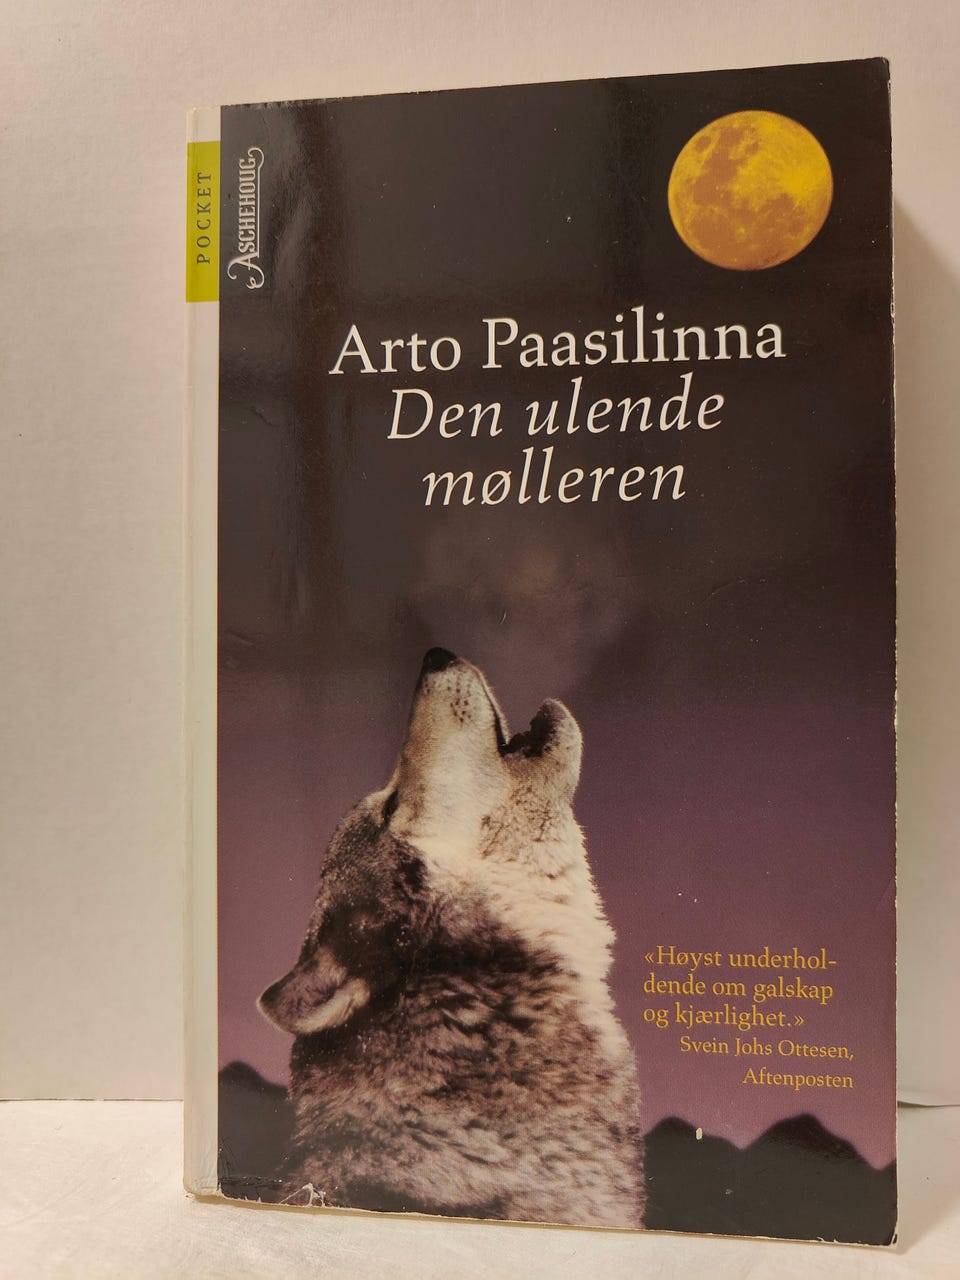 POCKET
ASCHEHOUG
Arto Paasilinna
Den ulende
mølleren
«Høyst underhol-
dende om galskap
og kjærlighet.»
Svein Johs Ottesen,
Aftenposten